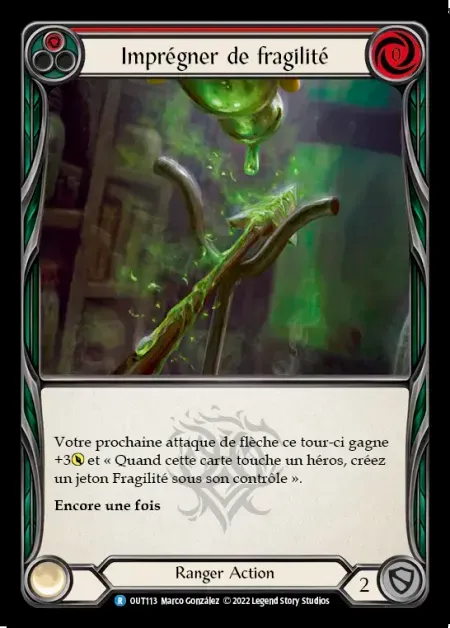 Imprégner de fragilité
0
Votre prochaine attaque de flèche ce tour-ci gagne
+3 et « Quand cette carte touche un héros, créez
un jeton Fragilité sous son contrôle ».
Encore une fois
Ranger Action
2
R OUT113 Marco González © 2022 Legend Story Studios